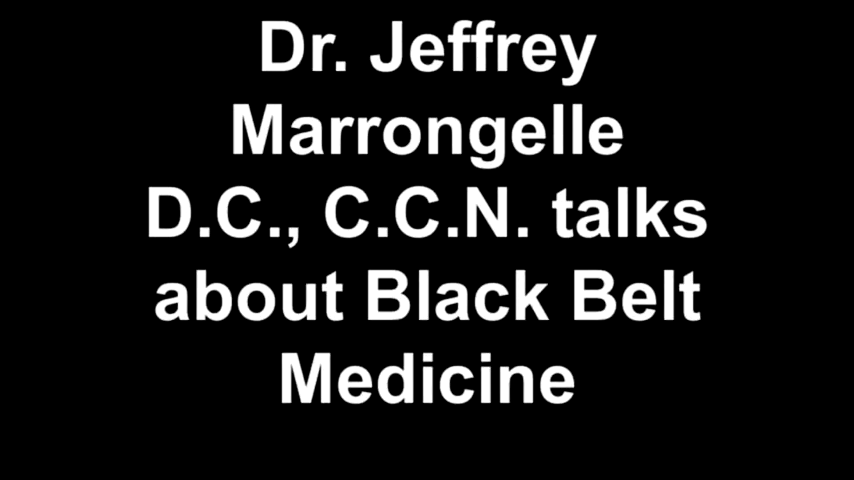 Dr. Jeffrey
Marrongelle
D.C., C.C.N. talks
about Black Belt
Medicine